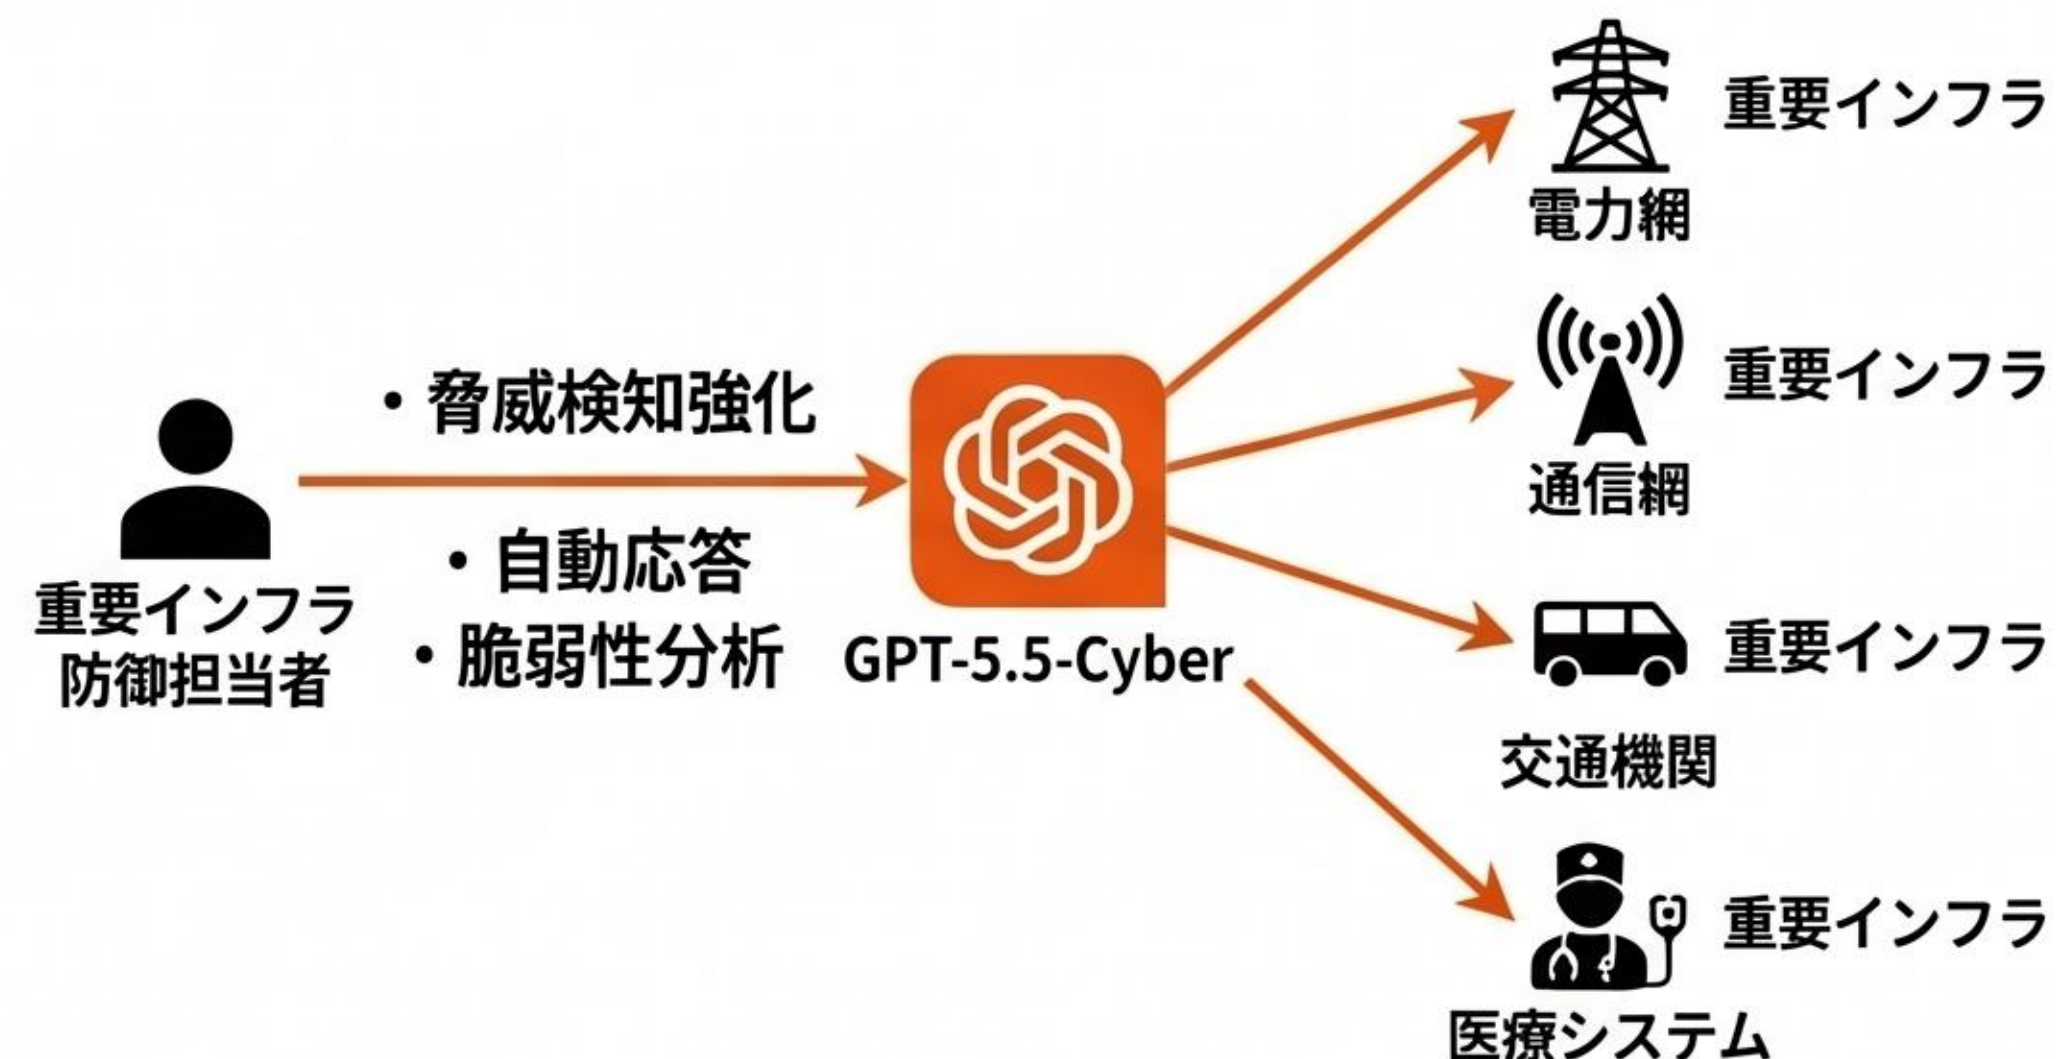 重要インフラ
防御担当者
・脅威検知強化
・自動応答
・脆弱性分析
GPT-5.5-Cyber
重要インフラ
電力網
重要インフラ
通信網
重要インフラ
交通機関
重要インフラ
医療システム